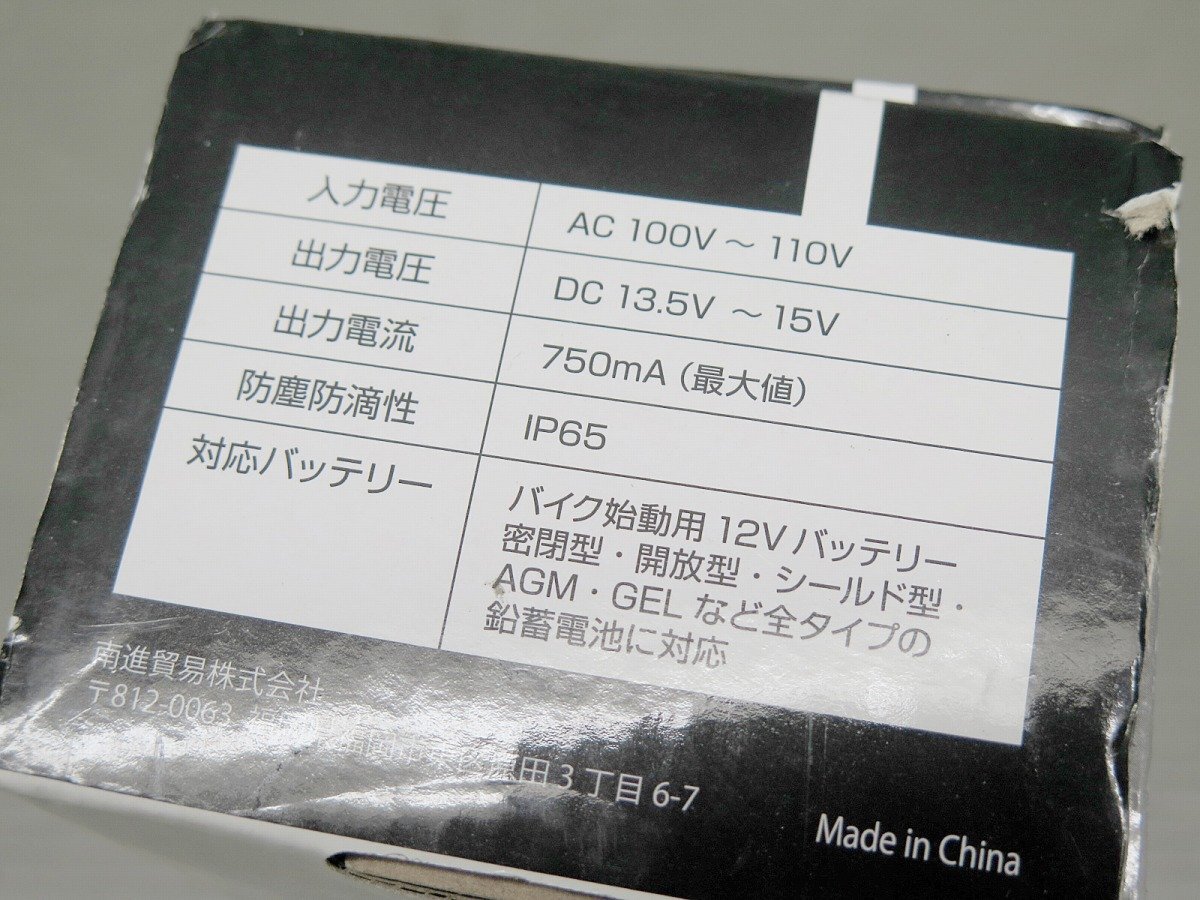 入力電圧 AC 100V ～ 110V
出力電圧 DC 13.5V ～ 15V
出力電流 750mA（最大値）
防塵防滴性 IP65
対応バッテリー バイク始動用 12V バッテリー
密閉型・開放型・シールド型・
AGM・GEL など全タイプの
鉛蓄電池に対応
南進貿易株式会社
〒812-0063 田 3 丁目 6-7
Made in China